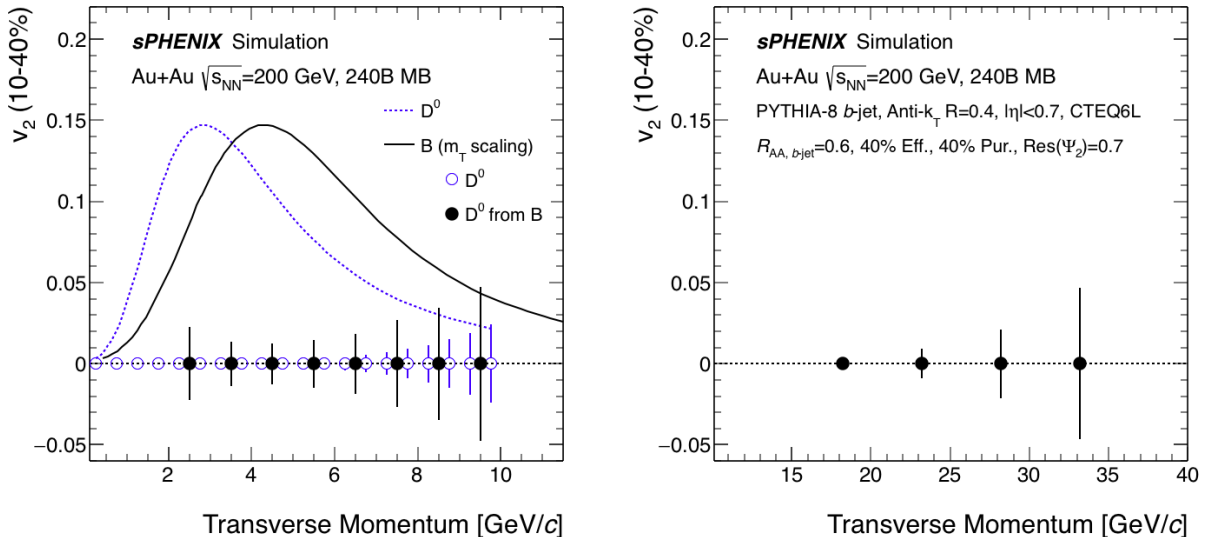 v2 (10-40%)
0.2
0.15
0.1
0.05
0
−0.05
sPHENIX Simulation
Au+Au √sNN=200 GeV, 240B MB
D0
B (mT scaling)
D0
D0 from B
2 4 6 8 10
Transverse Momentum [GeV/c]
v2 (10-40%)
0.2
0.15
0.1
0.05
0
−0.05
sPHENIX Simulation
Au+Au √sNN=200 GeV, 240B MB
PYTHIA-8 b-jet, Anti-kT R=0.4, |η|<0.7, CTEQ6L
RAA, b-jet=0.6, 40% Eff., 40% Pur., Res(Ψ2)=0.7
15 20 25 30 35 40
Transverse Momentum [GeV/c]